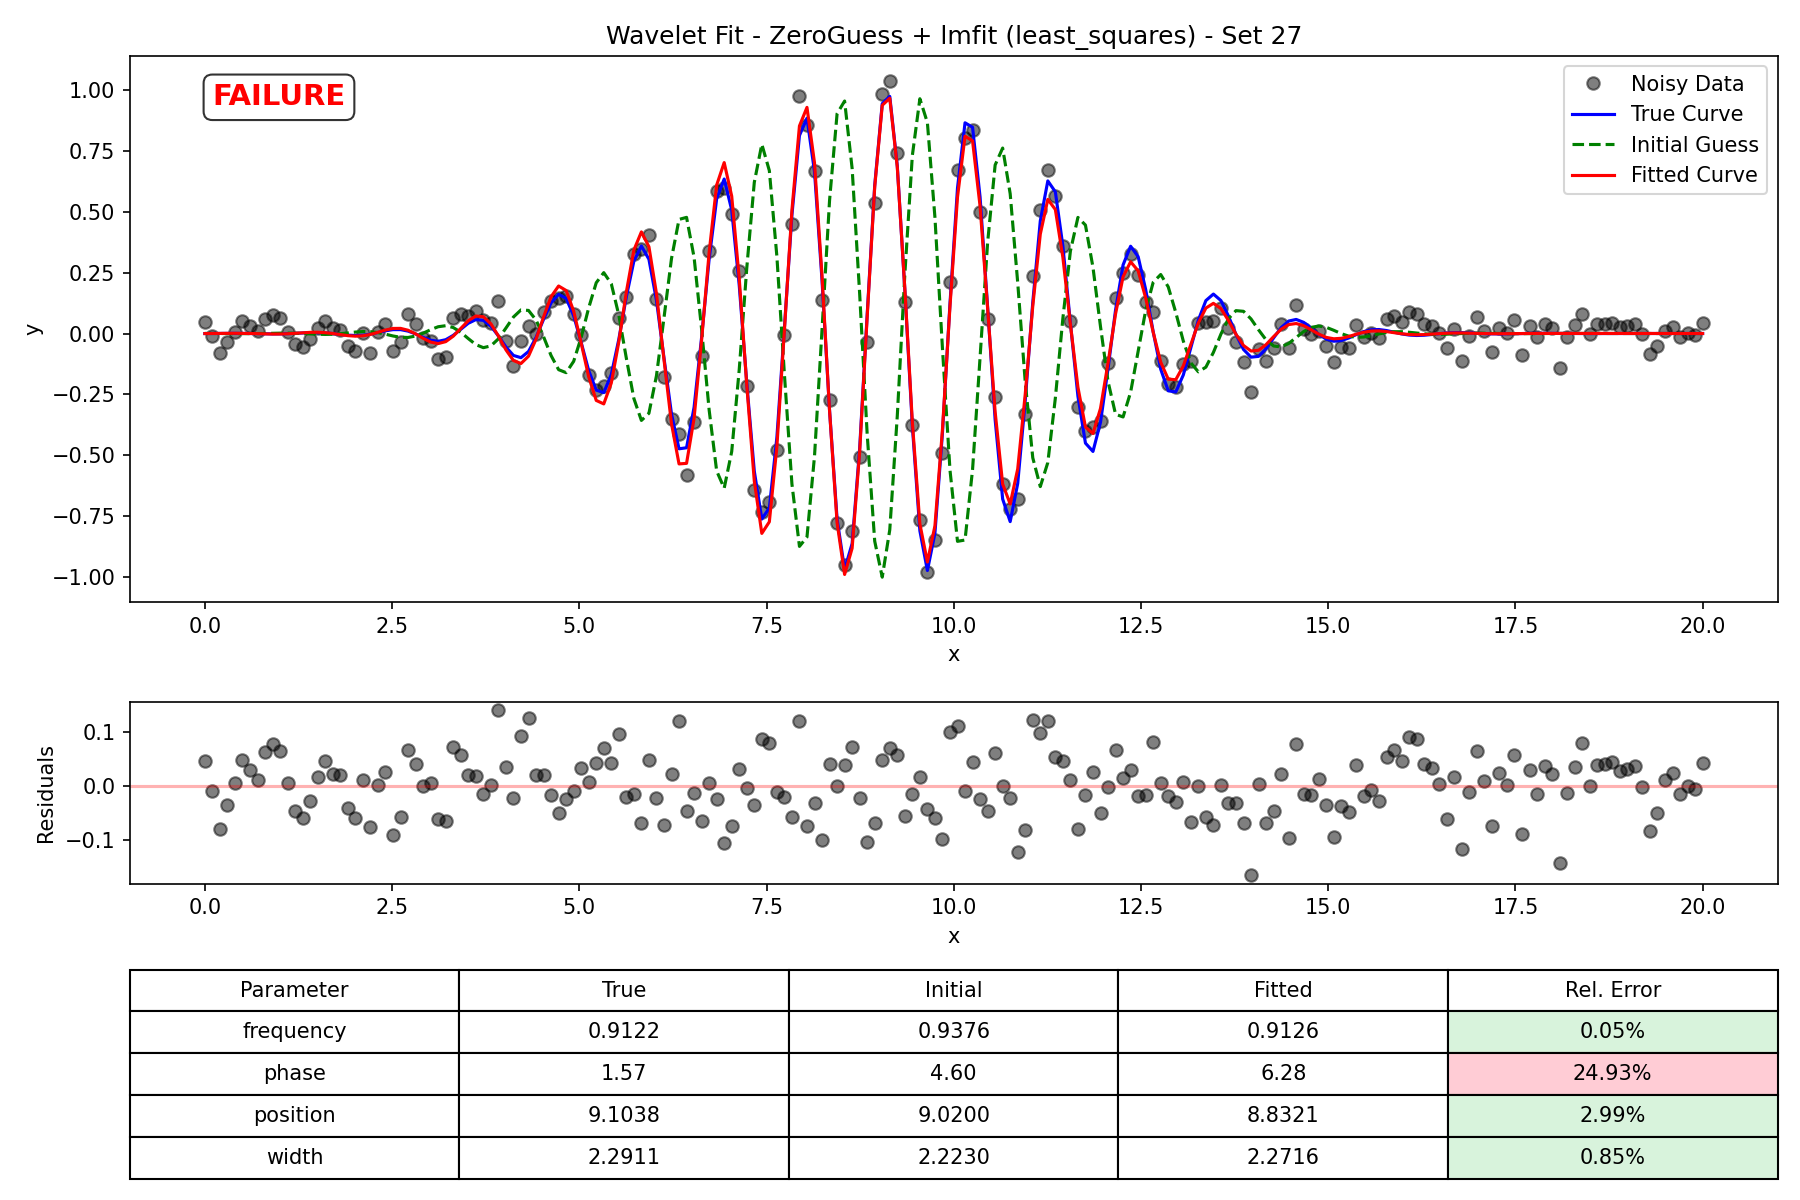 Wavelet Fit - ZeroGuess + lmfit (least_squares) - Set 27
FAILURE
Noisy Data
True Curve
Initial Guess
Fitted Curve
y
1.00
0.75
0.50
0.25
0.00
−0.25
−0.50
−0.75
−1.00
0.0 2.5 5.0 7.5 10.0 12.5 15.0 17.5 20.0
x
Residuals
0.1
0.0
−0.1
0.0 2.5 5.0 7.5 10.0 12.5 15.0 17.5 20.0
x
Parameter True Initial Fitted Rel. Error
frequency 0.9122 0.9376 0.9126 0.05%
phase 1.57 4.60 6.28 24.93%
position 9.1038 9.0200 8.8321 2.99%
width 2.2911 2.2230 2.2716 0.85%